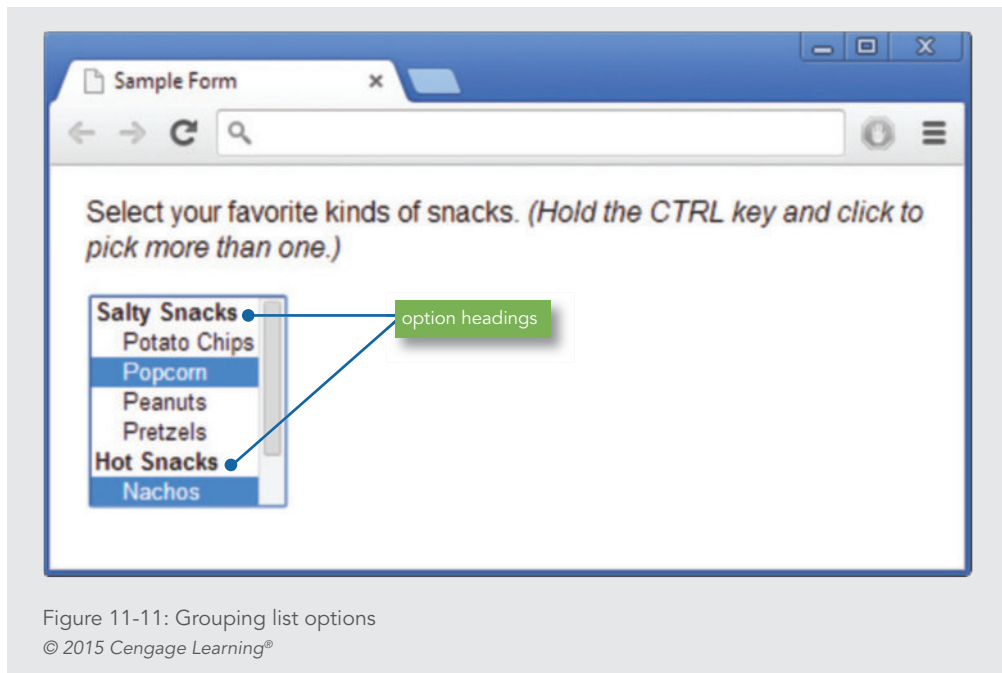 Sample Form
Select your favorite kinds of snacks. (Hold the CTRL key and click to
pick more than one.)
Salty Snacks
option headings
Potato Chips
Popcorn
Peanuts
Pretzels
Hot Snacks
Nachos
Figure 11-11: Grouping list options
© 2015 Cengage Learning®